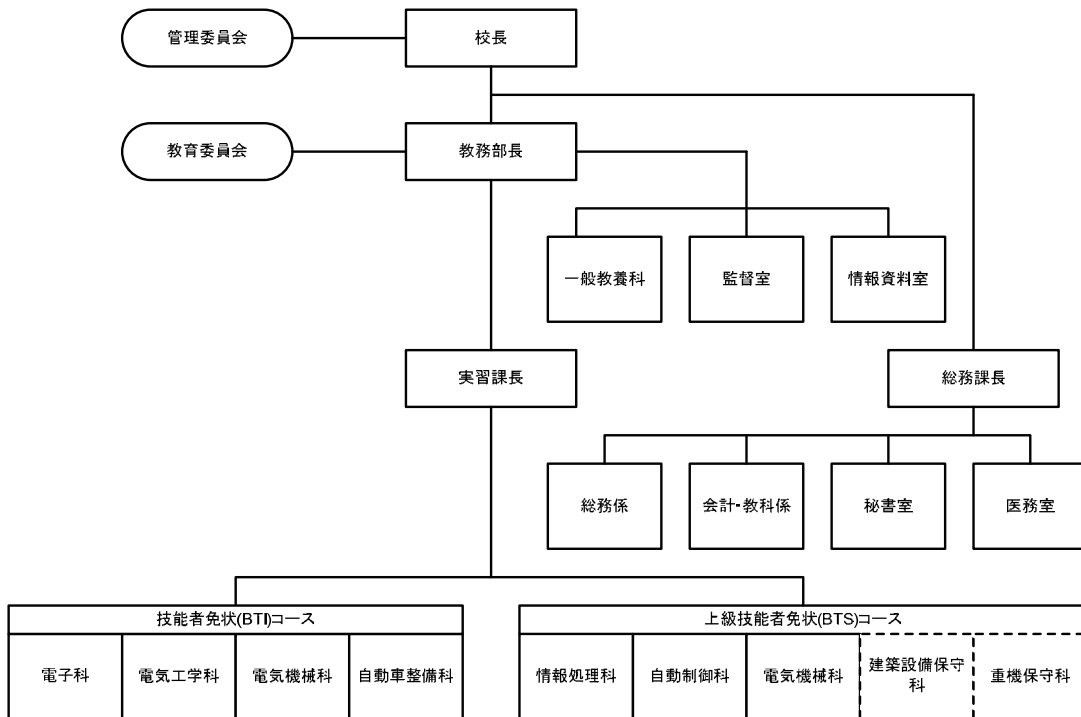 管理委員会
校長
教育委員会
教務部長
一般教養科
監督室
情報資料室
実習課長
総務課長
総務係
会計・教科係
秘書室
医務室
技能者免状(BTI)コース
上級技能者免状(BTS)コース
電子科
電気工学科
電気機械科
自動車整備科
情報処理科
自動制御科
電気機械科
建築設備保守
科
重機保守科